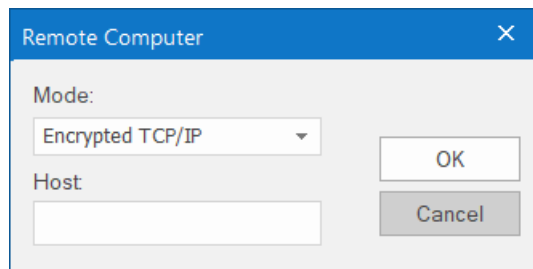 Remote Computer
Mode:
Encrypted TCP/IP
OK
Host:
Cancel